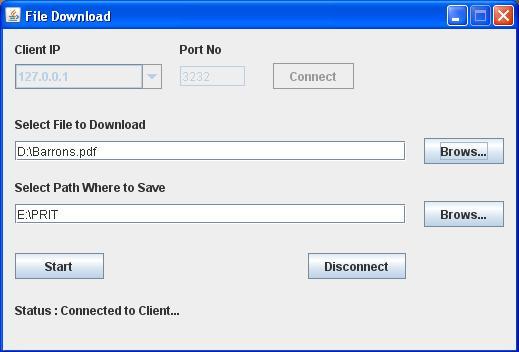 File Download
Client IP Port No
127.0.0.1 3232 Connect
Select File to Download
D:\Barrons.pdf Brows...
Select Path Where to Save
E:\PRIT Brows...
Start Disconnect
Status : Connected to Client...